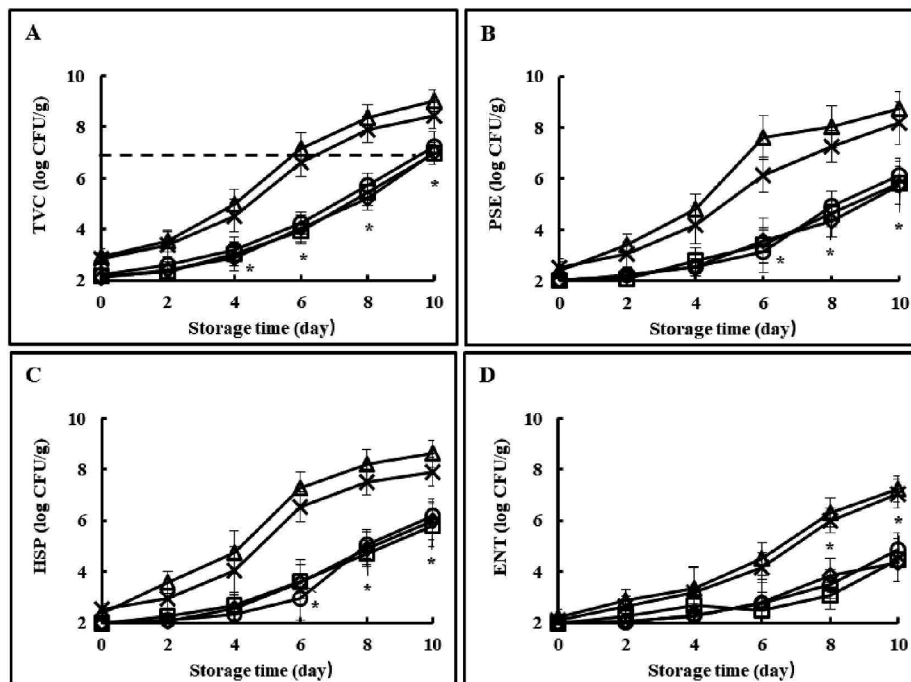 A
TVC (log CFU/g)
10
8
6
4
2
0 2 4 6 8 10
Storage time (day)
* * * *
B
PSE (log CFU/g)
10
8
6
4
2
0 2 4 6 8 10
Storage time (day)
* * *
C
HSP (log CFU/g)
10
8
6
4
2
0 2 4 6 8 10
Storage time (day)
* * *
D
ENT (log CFU/g)
10
8
6
4
2
0 2 4 6 8 10
Storage time (day)
* *